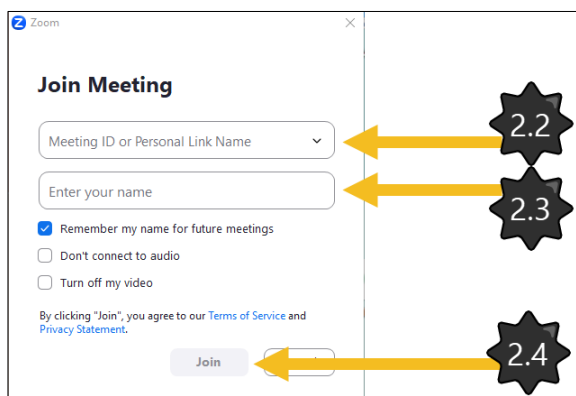 Zoom
Join Meeting
Meeting ID or Personal Link Name
2.2
Enter your name
2.3
Remember my name for future meetings
Don't connect to audio
Turn off my video
By clicking "Join", you agree to our Terms of Service and
Privacy Statement.
Join
2.4